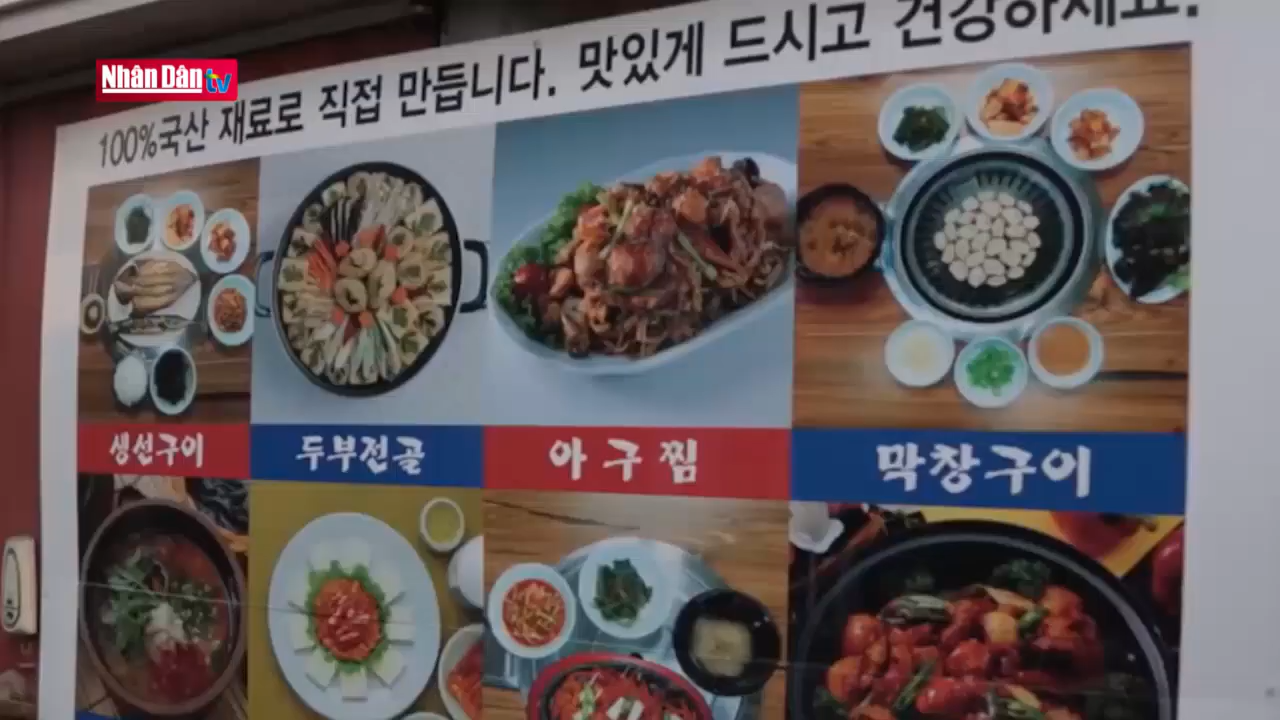 Nhân Dân tv
100%국산 재료로 직접 만듭니다. 맛있게 드시고 건강하세요.
생선구이 두부전골 아구찜 막창구이